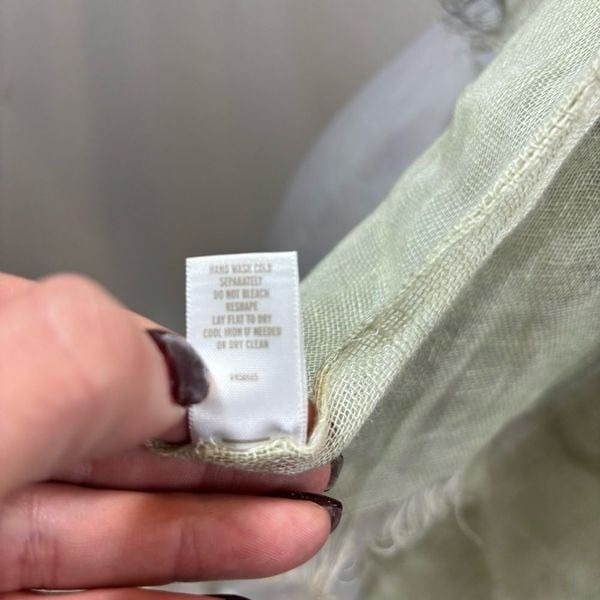 HAND WASH COLD
SEPARATELY
DO NOT BLEACH
RESHAPE
LAY FLAT TO DRY
COOL IRON IF NEEDED
OR DRY CLEAN